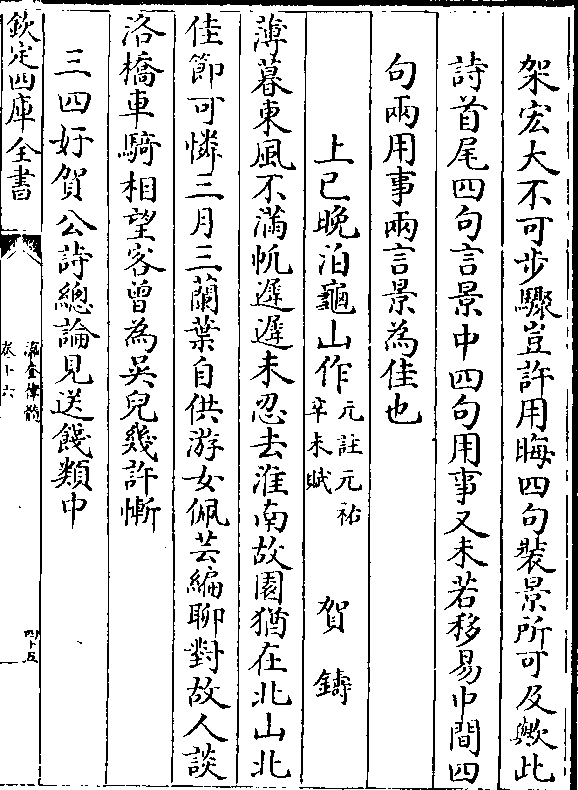 架宏大不可步驟豈許用晦四句裝景所可及歟此
詩首尾四句言景中四句用事又未若移易中間四
句兩用事兩言景為佳也
上巳晚泊龜山作 元註元祐辛未賦 賀鑄
薄暮東風不滿帆遲遲未忍去淮南故園猶在北山北
佳節可憐三月三蘭葉自供游女佩芸編聊對故人談
洛橋車騎相望客曾為吳兒幾許慚
三四好賀公詩總論見送餞類中
欽定四庫全書
瀛奎律髓
卷十六
四十五